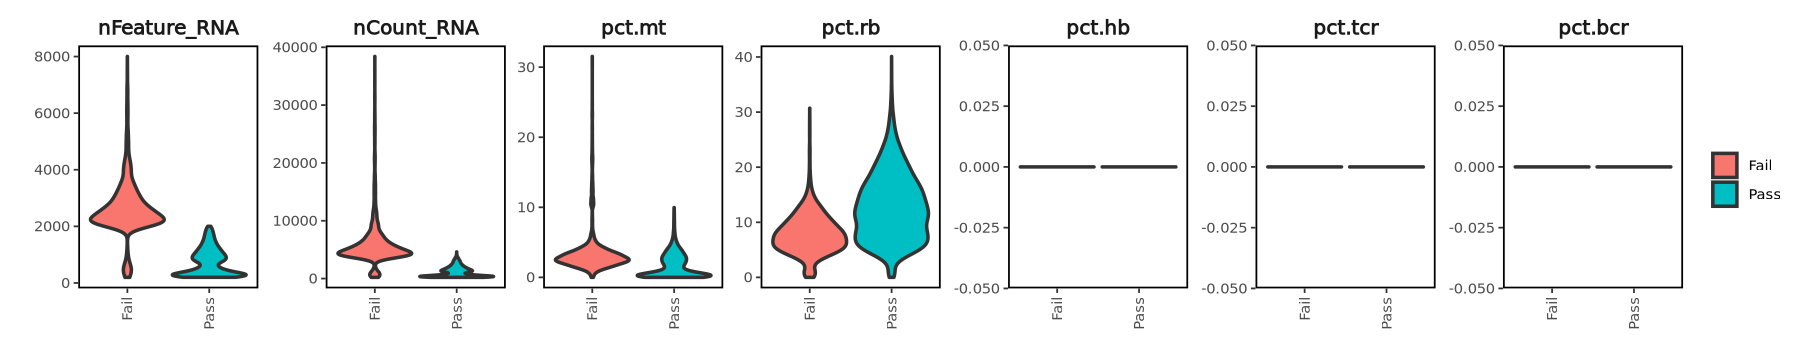 nFeature_RNA
8000
6000
4000
2000
0
Fail
Pass
nCount_RNA
40000
30000
20000
10000
0
Fail
Pass
pct.mt
30
20
10
0
Fail
Pass
pct.rb
40
30
20
10
0
Fail
Pass
pct.hb
0.050
0.025
0.000
-0.025
-0.050
Fail
Pass
pct.tcr
0.050
0.025
0.000
-0.025
-0.050
Fail
Pass
pct.bcr
0.050
0.025
0.000
-0.025
-0.050
Fail
Pass
Fail
Pass